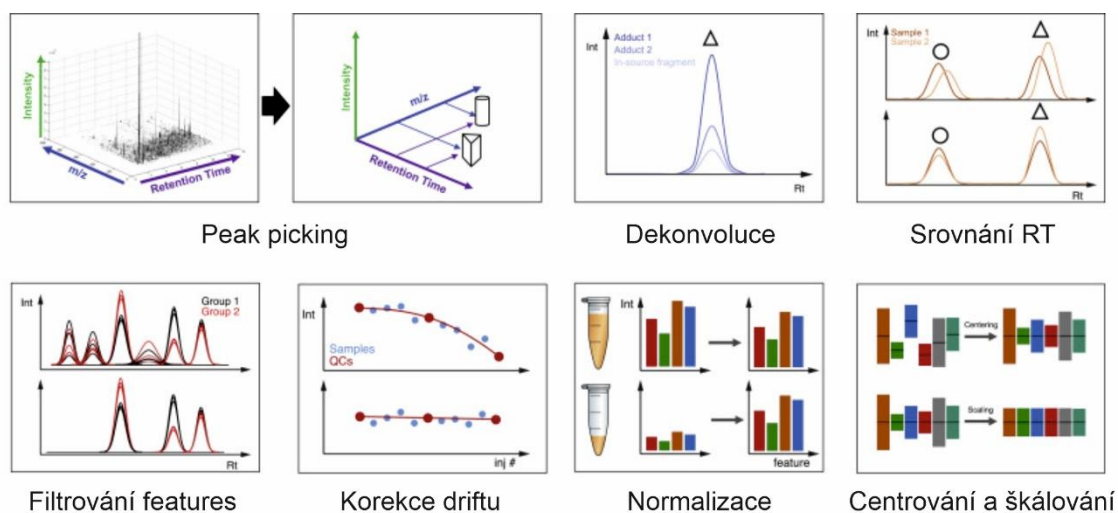 Intensity
m/z
Retention Time
Intensity
m/z
Retention Time
Int
Adduct 1
Adduct 2
In-source fragment
Rt
Int
Sample 1
Sample 2
Rt
Peak picking
Dekonvoluce
Srovnání RT
Int
Group 1
Group 2
Rt
Int
Samples
QCs
inj #
Int
feature
Centering
Scaling
Filtrování features
Korekce driftu
Normalizace
Centrování a škálování